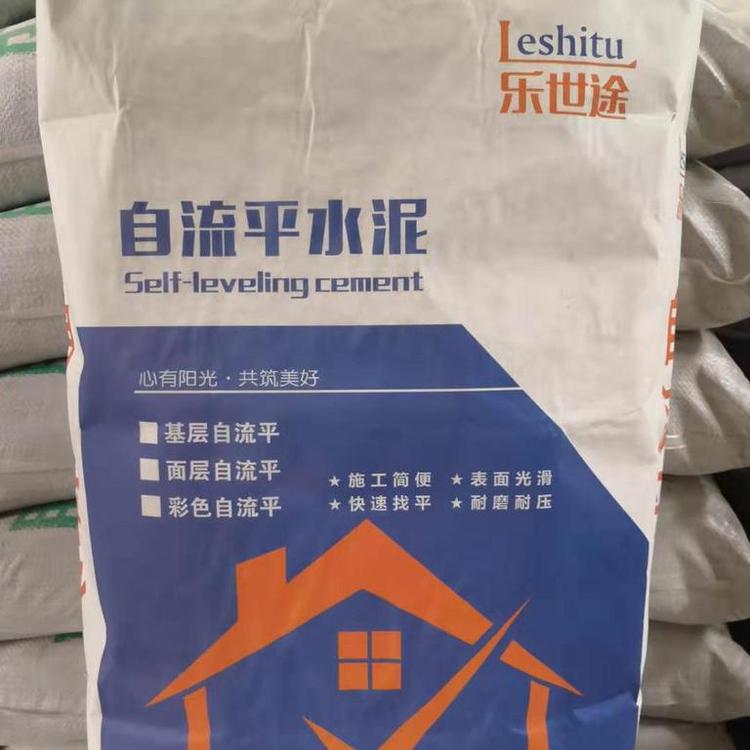 Leshitu
乐世途
自流平水泥
Self-leveling cement
心有阳光·共筑美好
基层自流平
面层自流平
彩色自流平
★ 施工简便 ★ 表面光滑
★ 快速找平 ★ 耐磨耐压